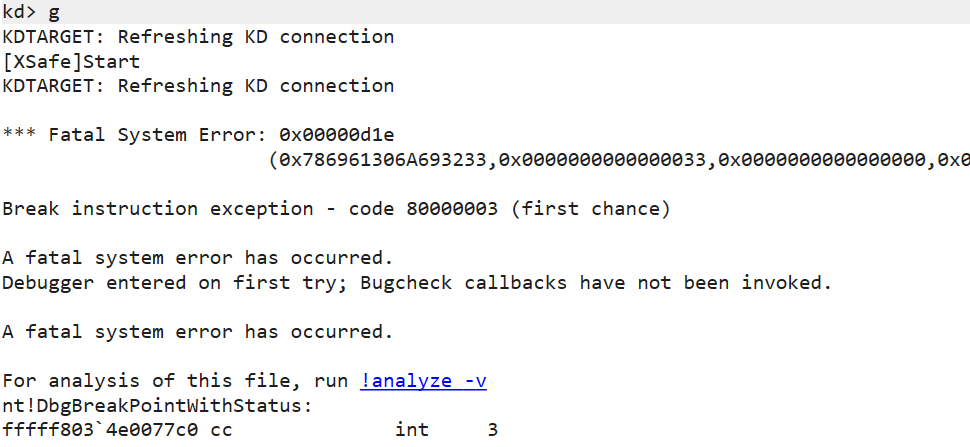 kd> g
KDTARGET: Refreshing KD connection
[XSafe]Start
KDTARGET: Refreshing KD connection
*** Fatal System Error: 0x00000d1e
(0x786961306A693233,0x0000000000000033,0x0000000000000000,0x0
Break instruction exception - code 80000003 (first chance)
A fatal system error has occurred.
Debugger entered on first try; Bugcheck callbacks have not been invoked.
A fatal system error has occurred.
For analysis of this file, run !analyze -v
nt!DbgBreakPointWithStatus:
fffff803`4e0077c0 cc int 3